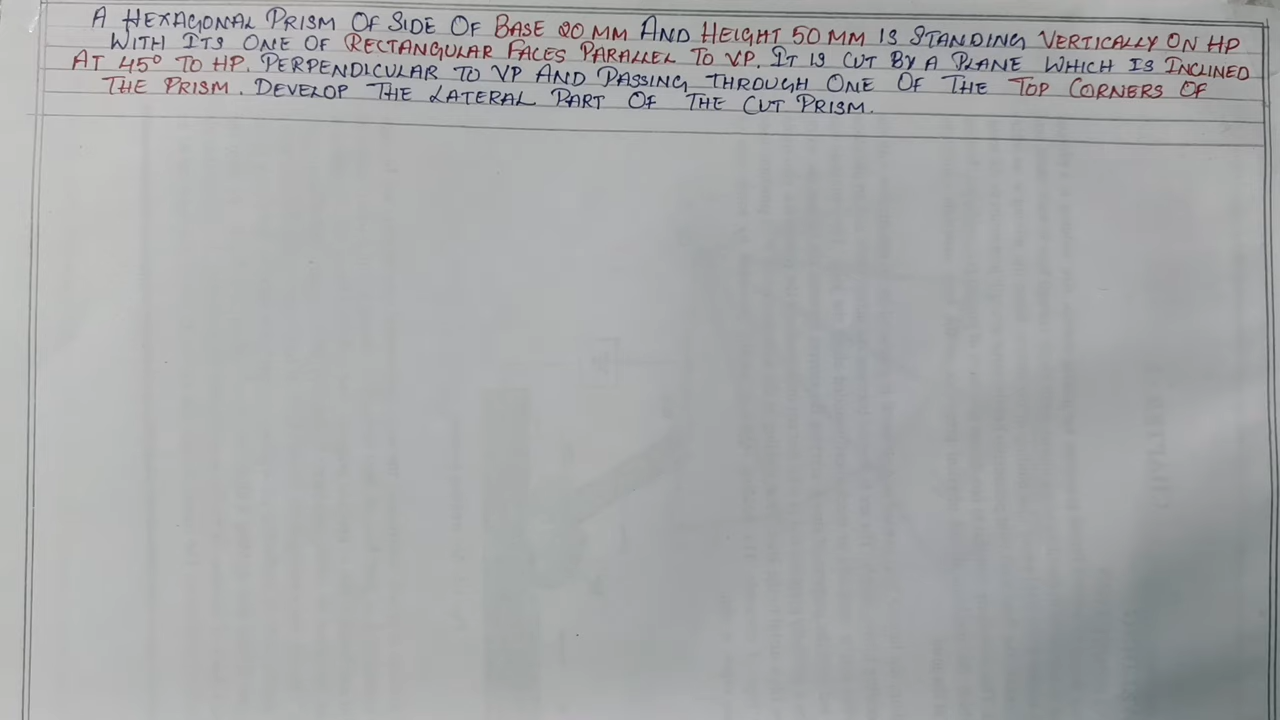 A HEXAGONAL PRISM OF SIDE OF BASE 20 MM AND HEIGHT 50 MM IS STANDING VERTICALLY ON HP
WITH ITS ONE OF RECTANGULAR FACES PARALLEL TO VP. IT IS CUT BY A PLANE WHICH IS INCLINED
AT 45° TO HP. PERPENDICULAR TO VP AND PASSING THROUGH ONE OF THE TOP CORNERS OF
THE PRISM. DEVELOP THE LATERAL PART OF THE CUT PRISM.